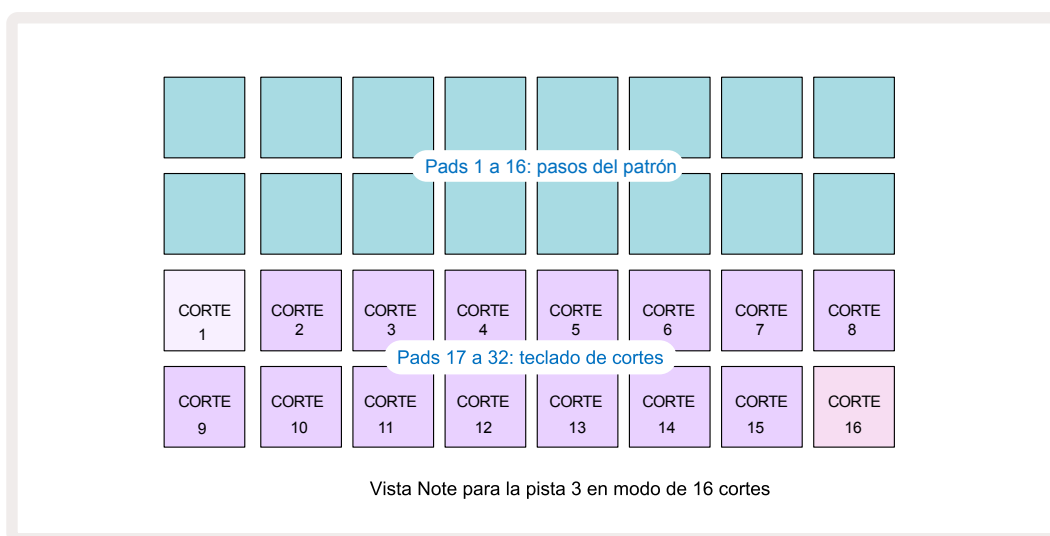 Pads 1 a 16: pasos del patrón
CORTE 1
CORTE 2
CORTE 3
CORTE 4
CORTE 5
CORTE 6
CORTE 7
CORTE 8
Pads 17 a 32: teclado de cortes
CORTE 9
CORTE 10
CORTE 11
CORTE 12
CORTE 13
CORTE 14
CORTE 15
CORTE 16
Vista Note para la pista 3 en modo de 16 cortes